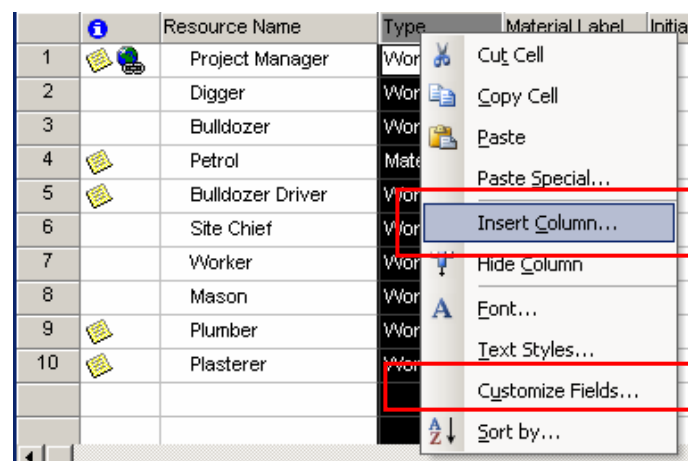 Resource Name Type Material Label Initia
1 Project Manager Wor
2 Digger Wor
3 Bulldozer Wor
4 Petrol Mate
5 Bulldozer Driver Wor
6 Site Chief Wor
7 Worker Wor
8 Mason Wor
9 Plumber Wor
10 Plasterer Wor
Cut Cell
Copy Cell
Paste
Paste Special...
Insert Column...
Hide Column
Font...
Text Styles...
Customize Fields...
Sort by...